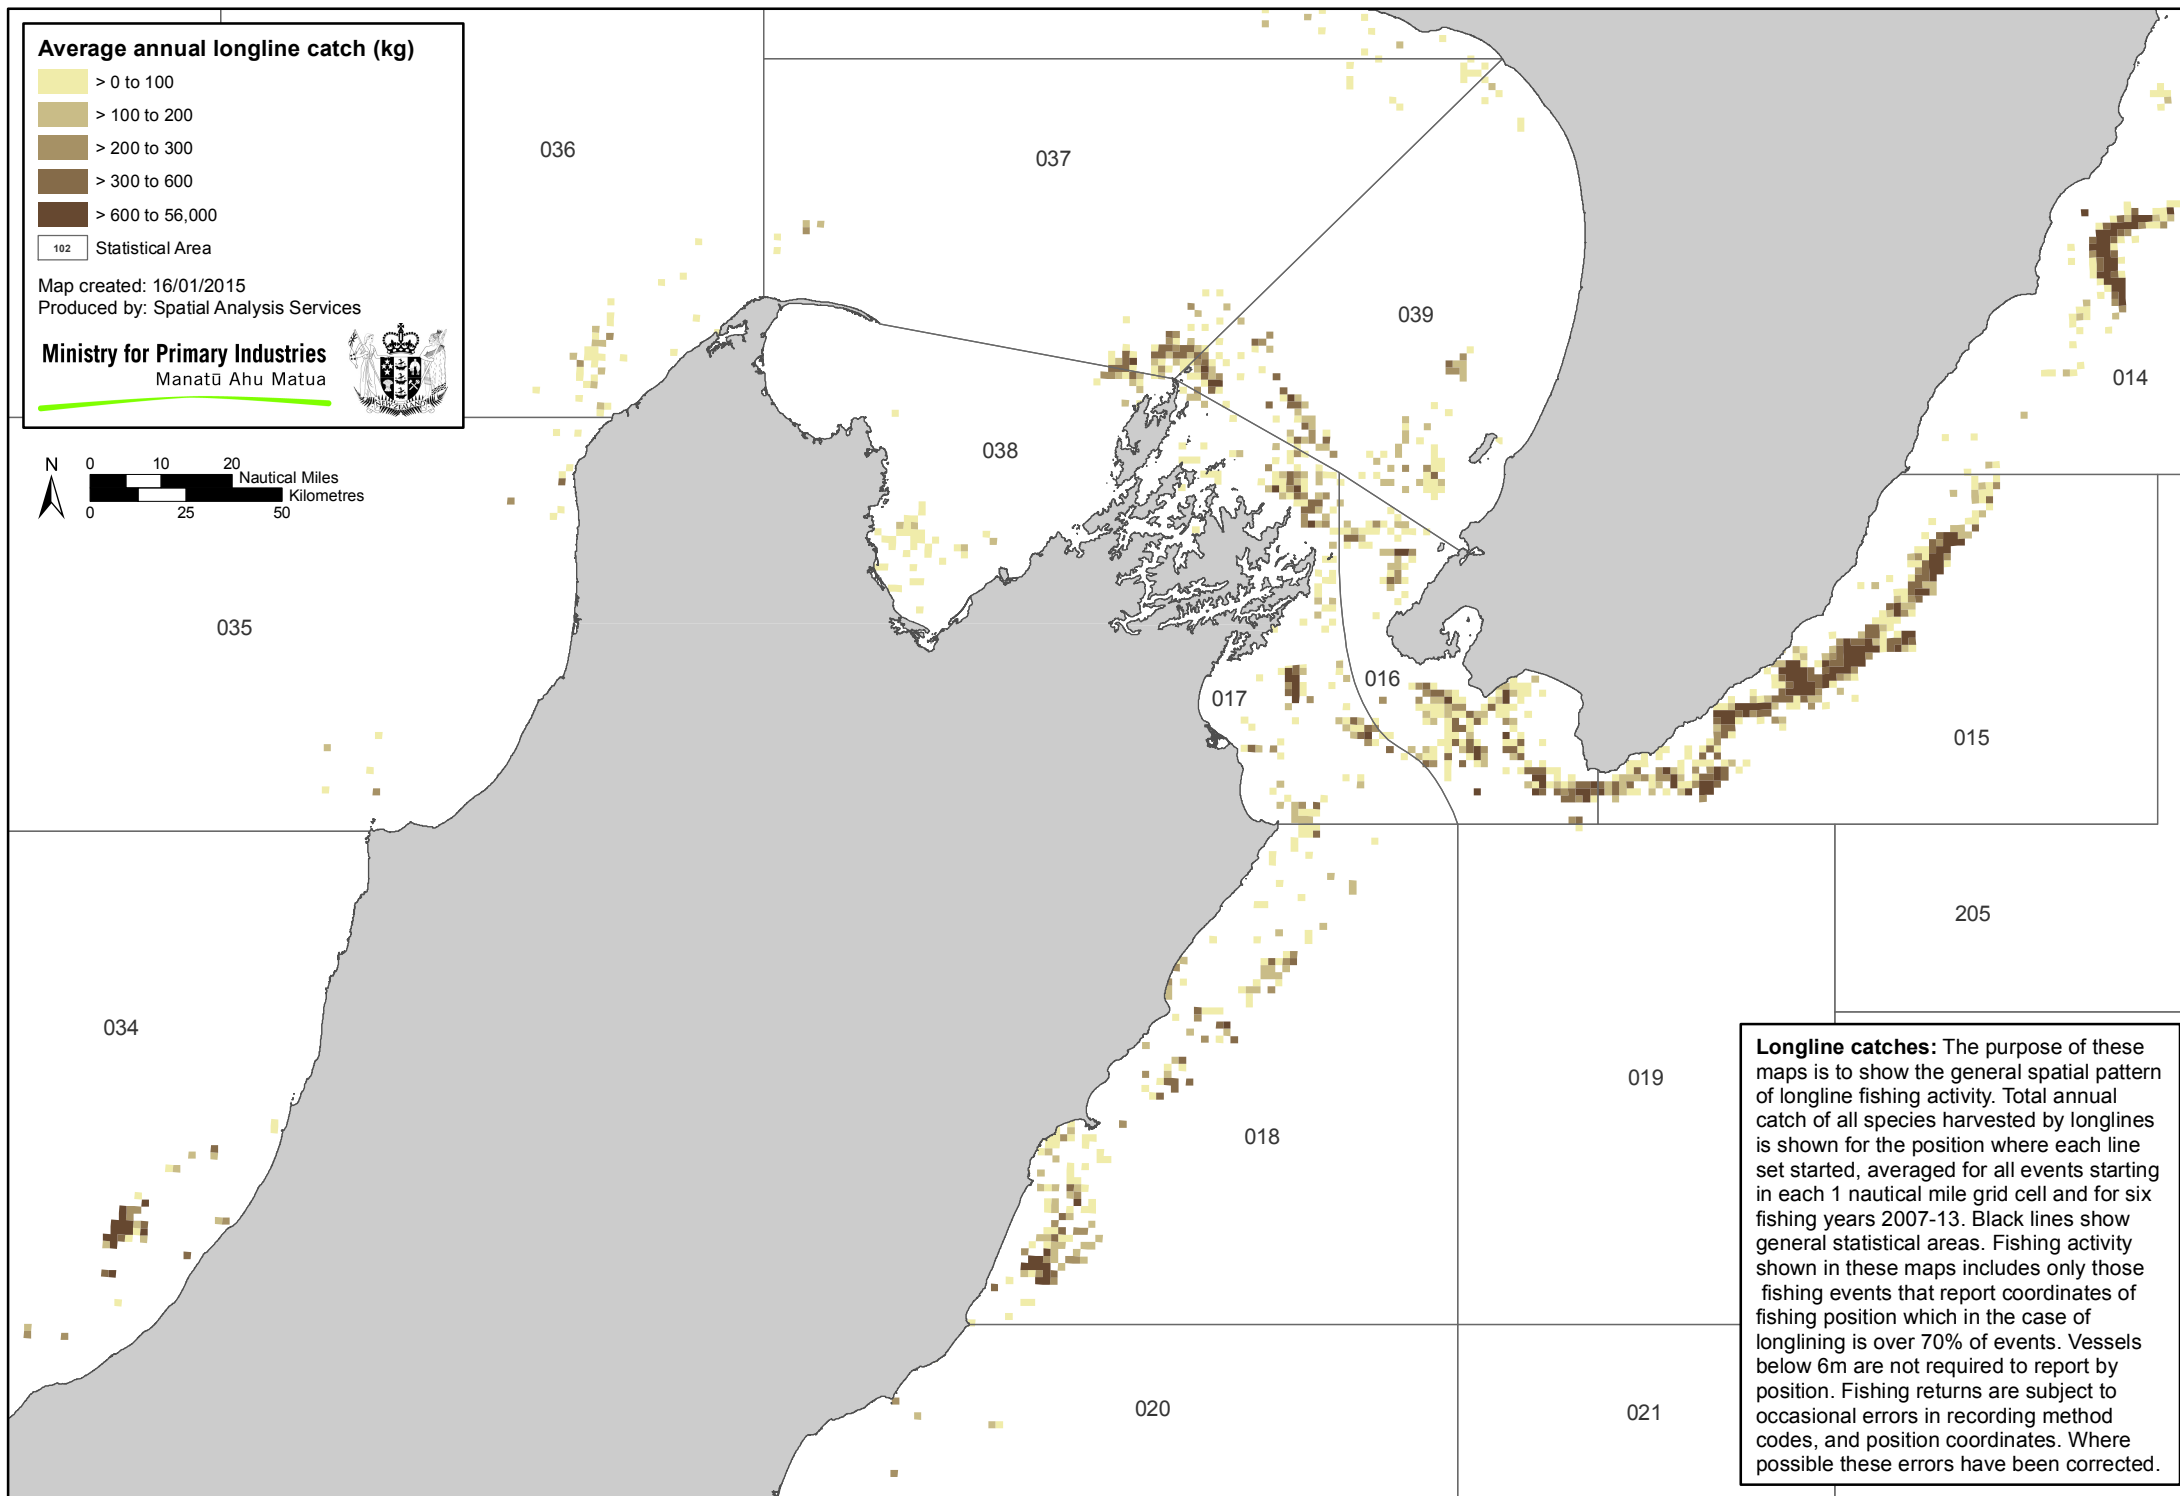 Average annual longline catch (kg)
> 0 to 100
> 100 to 200
> 200 to 300
> 300 to 600
> 600 to 56,000
102 Statistical Area
Map created: 16/01/2015
Produced by: Spatial Analysis Services
Ministry for Primary Industries
Manatū Ahu Matua
NEW ZEALAND
N
0 10 20
Nautical Miles
Kilometres
0 25 50
036
037
039
014
038
035
017
016
015
205
034
019
018
020
021
Longline catches: The purpose of these
maps is to show the general spatial pattern
of longline fishing activity. Total annual
catch of all species harvested by longlines
is shown for the position where each line
set started, averaged for all events starting
in each 1 nautical mile grid cell and for six
fishing years 2007-13. Black lines show
general statistical areas. Fishing activity
shown in these maps includes only those
fishing events that report coordinates of
fishing position which in the case of
longlining is over 70% of events. Vessels
below 6m are not required to report by
position. Fishing returns are subject to
occasional errors in recording method
codes, and position coordinates. Where
possible these errors have been corrected.